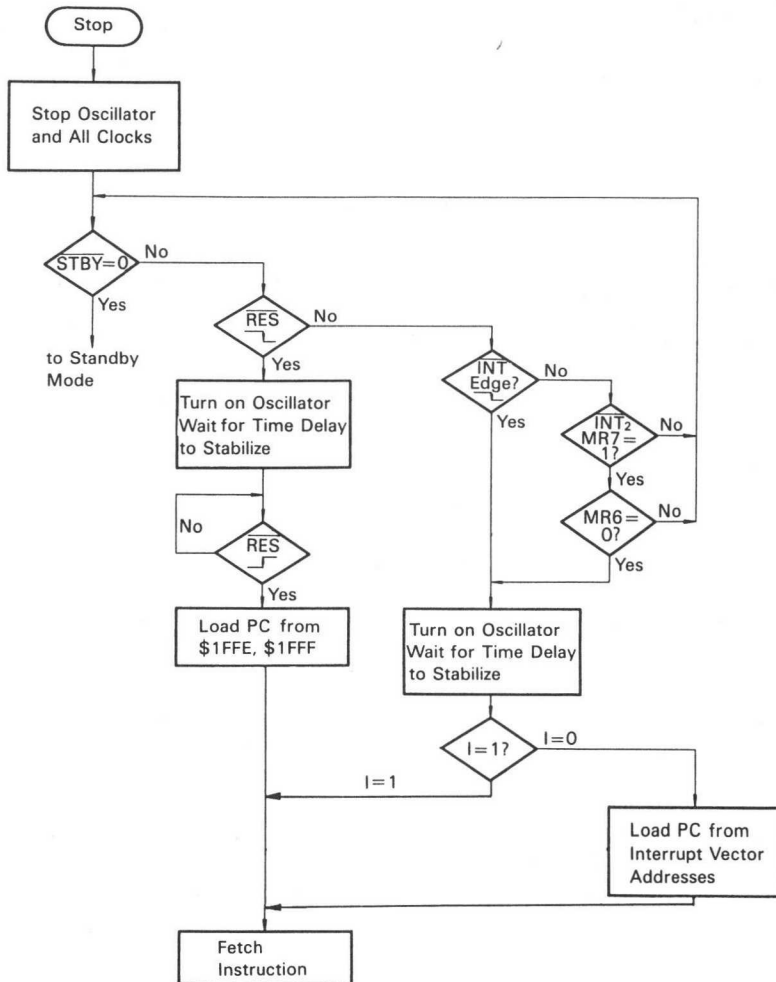 Stop
Stop Oscillator
and All Clocks
STBY=0
No
Yes
to Standby
Mode
RES
No
Yes
INT
Edge?
No
Yes
INT2
MR7=
1?
No
Yes
MR6=
0?
No
Yes
Turn on Oscillator
Wait for Time Delay
to Stabilize
No
RES
Yes
Load PC from
$1FFE, $1FFF
Turn on Oscillator
Wait for Time Delay
to Stabilize
I=1?
I=0
I=1
Load PC from
Interrupt Vector
Addresses
Fetch
Instruction